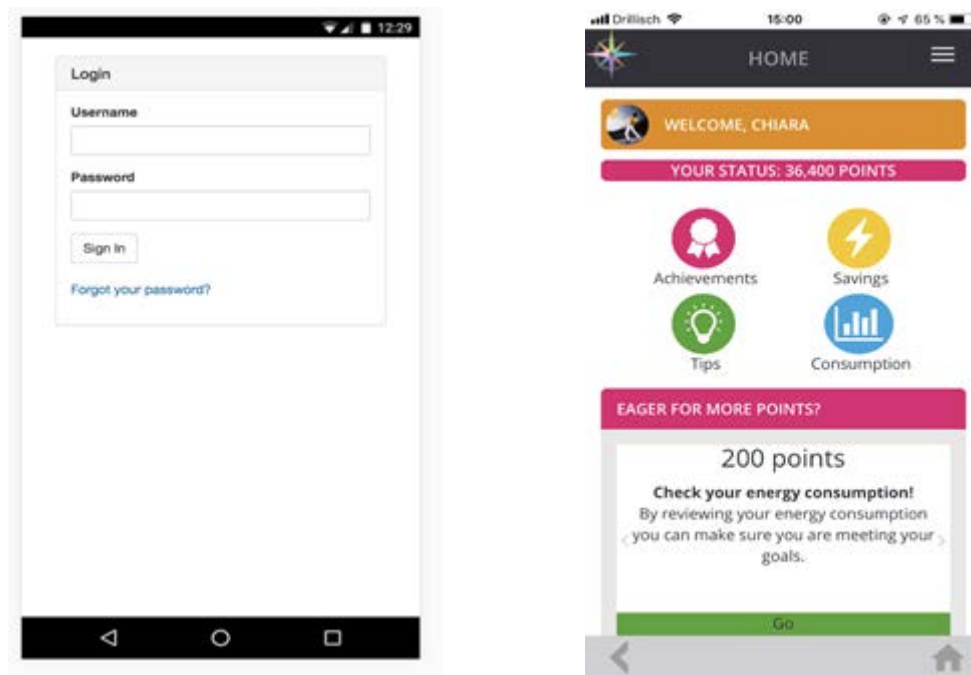 12:29
Login
Username
Password
Sign In
Forgot your password?
Drillisch 15:00 65 %
HOME
WELCOME, CHIARA
YOUR STATUS: 36,400 POINTS
Achievements Savings
Tips Consumption
EAGER FOR MORE POINTS?
200 points
Check your energy consumption!
By reviewing your energy consumption
you can make sure you are meeting your
goals.
Go